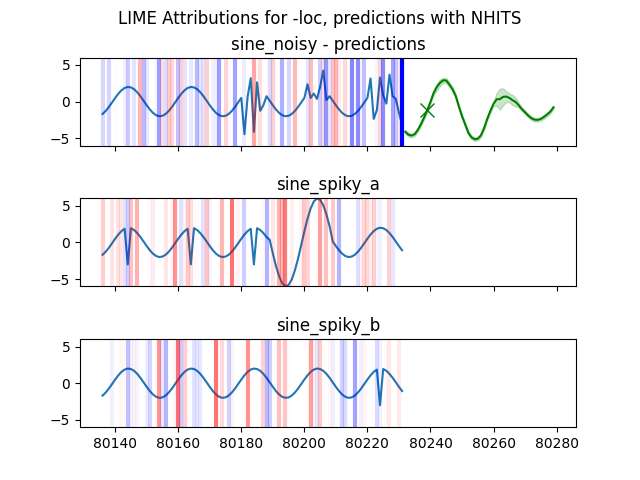 LIME Attributions for -loc, predictions with NHITS
sine_noisy - predictions
5
0
−5
sine_spiky_a
5
0
−5
sine_spiky_b
5
0
−5
80140 80160 80180 80200 80220 80240 80260 80280